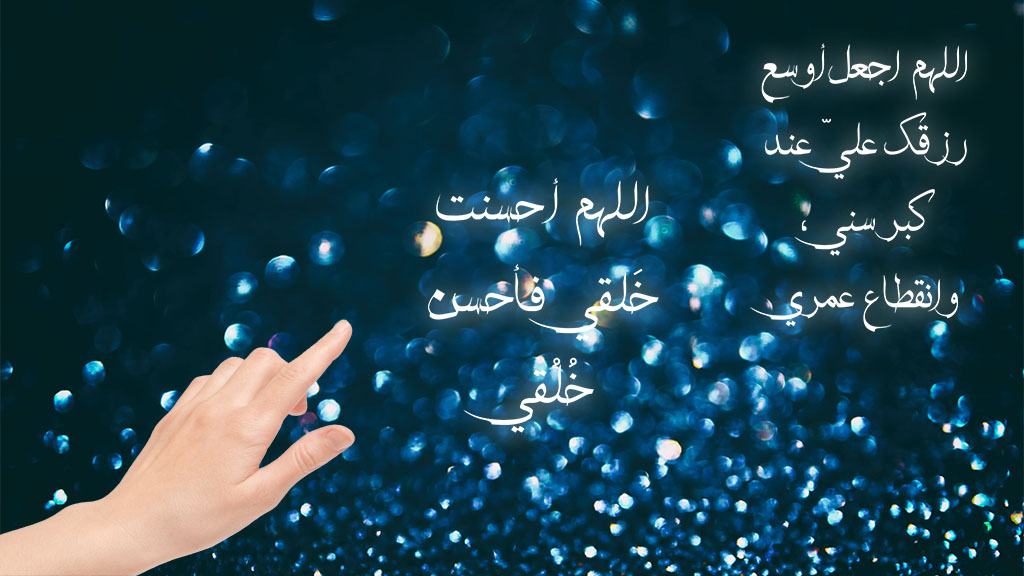 اللهم اجعل أوسع
رزقك عليّ عند
كبر سني،
وانقطاع عمري
اللهم أحسنت
خَلقي فأحسن
خُلُقي